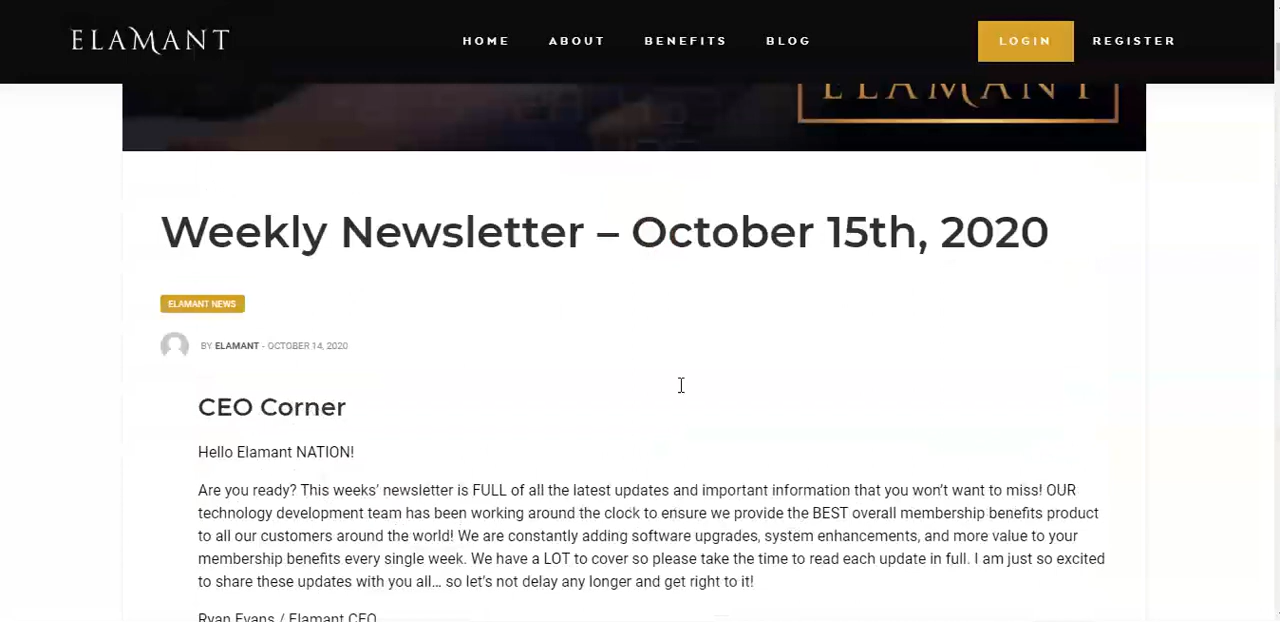 ELAMANT
HOME ABOUT BENEFITS BLOG LOGIN REGISTER
ELAMANT
Weekly Newsletter – October 15th, 2020
ELAMANT NEWS
BY ELAMANT - OCTOBER 14, 2020
CEO Corner
Hello Elamant NATION!
Are you ready? This weeks’ newsletter is FULL of all the latest updates and important information that you won’t want to miss! OUR
technology development team has been working around the clock to ensure we provide the BEST overall membership benefits product
to all our customers around the world! We are constantly adding software upgrades, system enhancements, and more value to your
membership benefits every single week. We have a LOT to cover so please take the time to read each update in full. I am just so excited
to share these updates with you all… so let’s not delay any longer and get right to it!
Ryan Evans / Elamant CEO